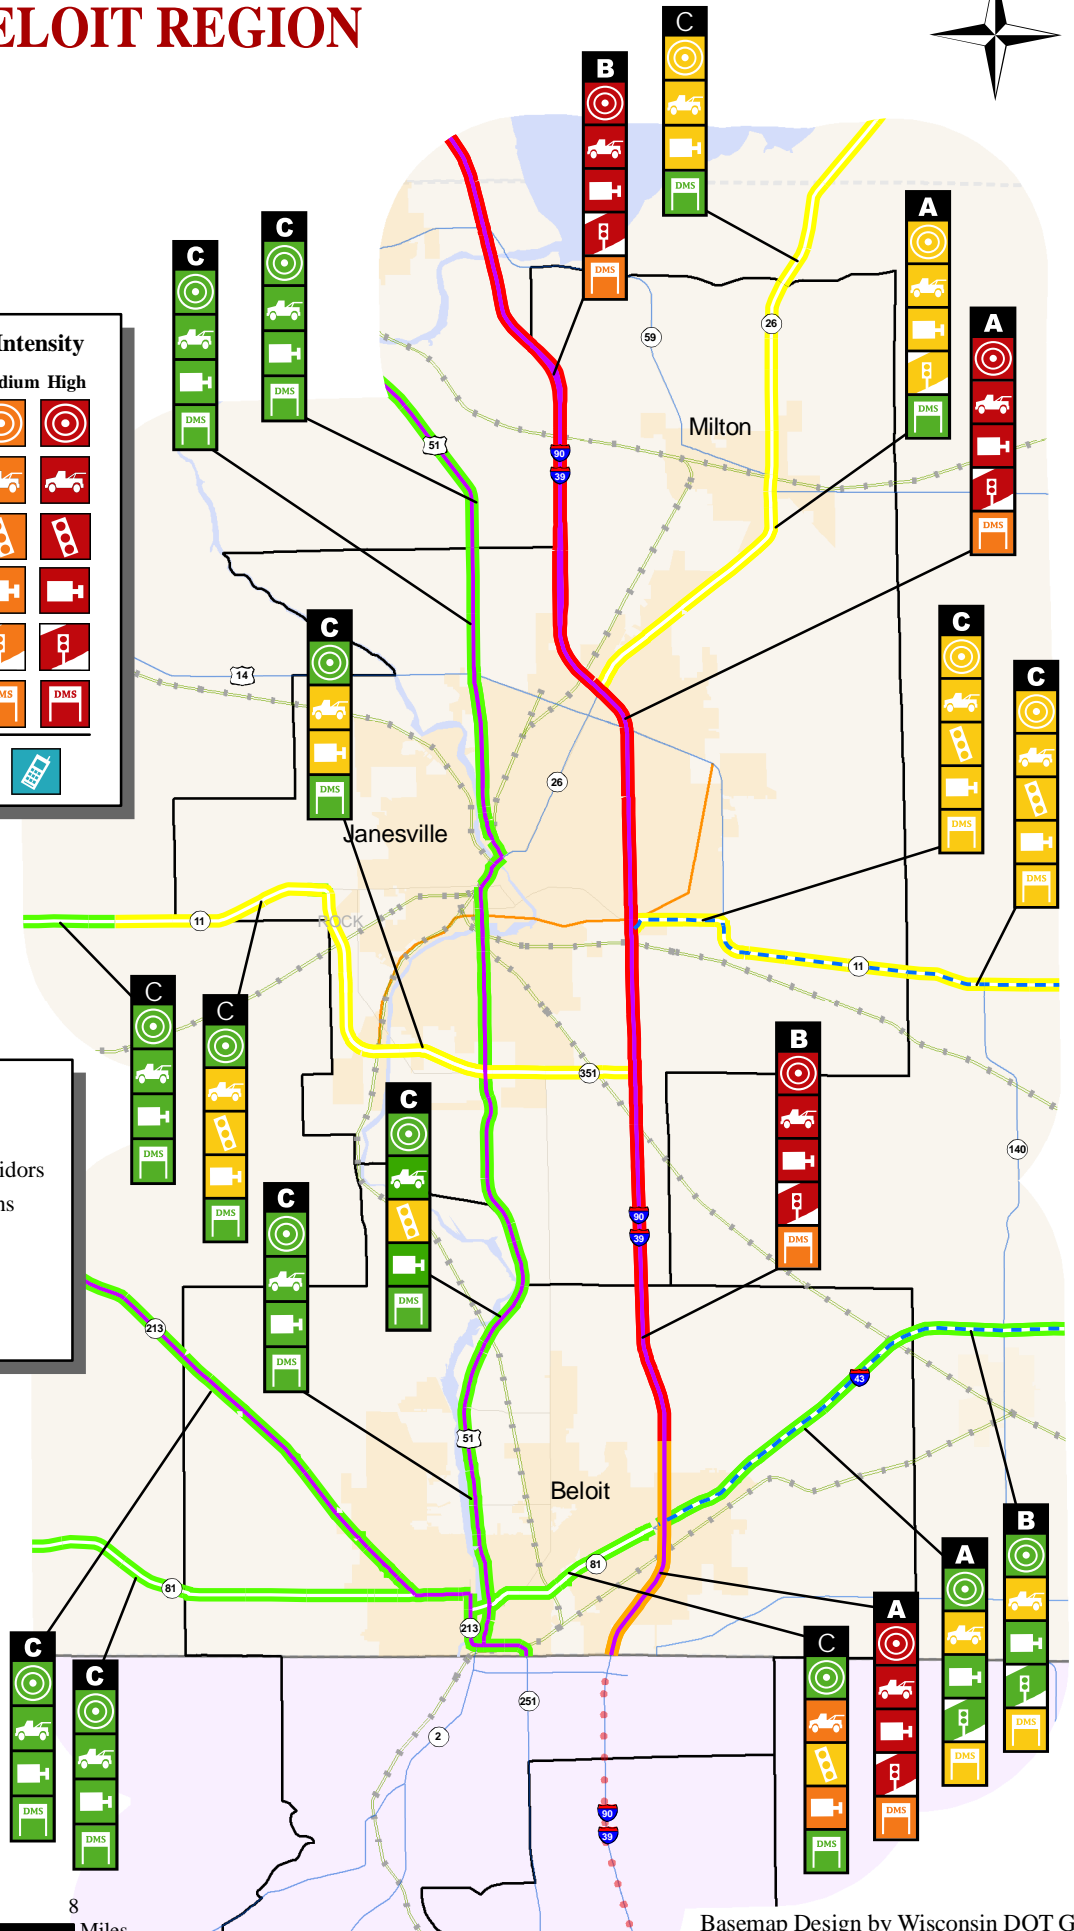 ELOIT REGION
C
B
A
C
C
A
Intensity
dium High
59
26
Milton
51
90
39
DMS
C
C
C
14
26
Janesville
ROCK
11
11
C
C
351
B
C
140
C
90
39
idors
ns
213
43
51
Beloit
B
A
81
81
A
C
213
C
C
251
2
90
39
8
Miles
Basemap Design by Wisconsin DOT G